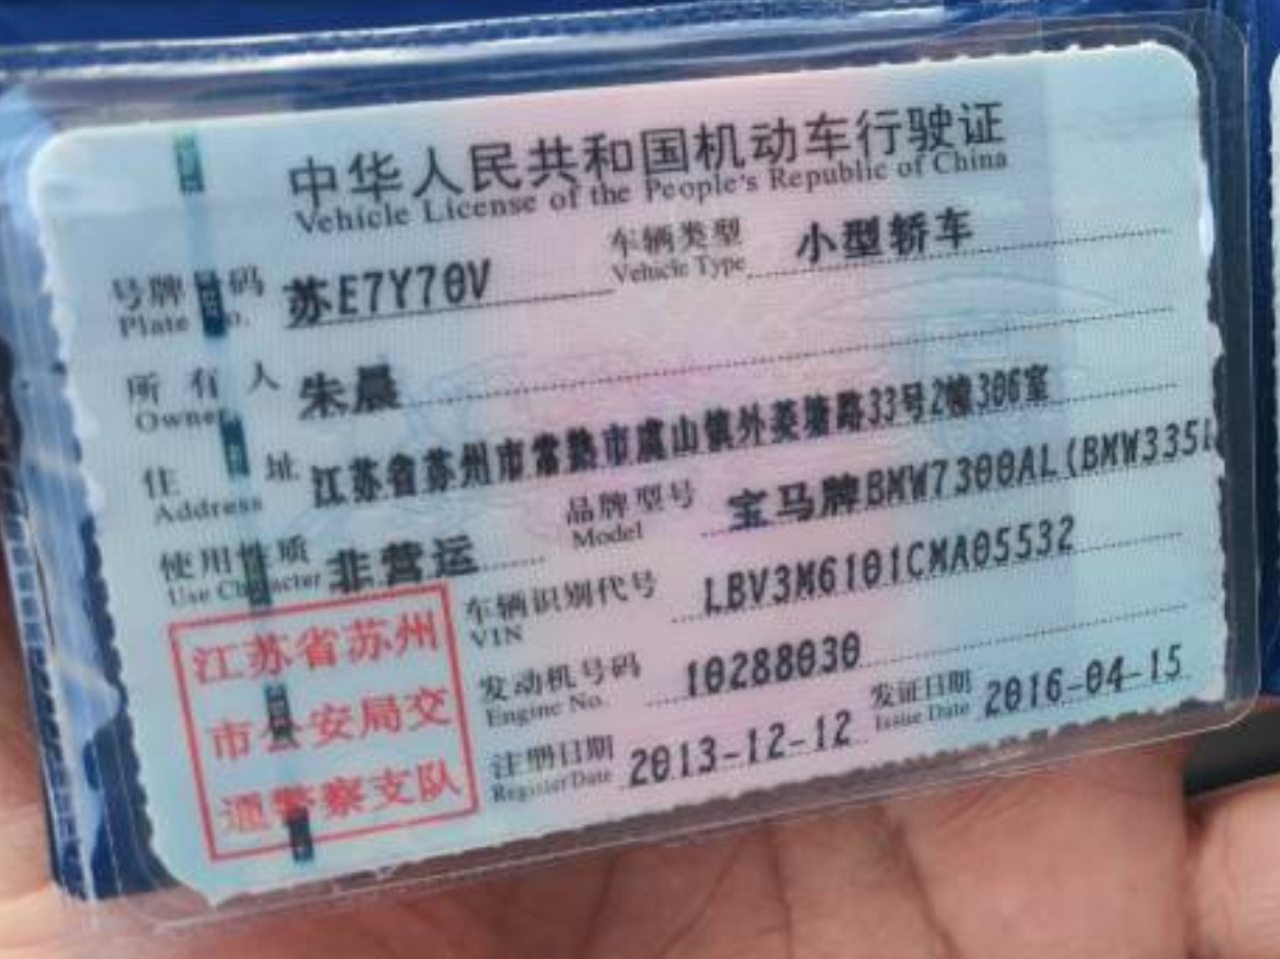 中华人民共和国机动车行驶证
Vehicle License of the People's Republic of China
号牌号码 苏E7Y70V 车辆类型 小型轿车
Plate No. Vehicle Type
所有人 朱晨
Owner
住址 江苏省苏州市常熟市虞山镇外菱塘路33号2幢306室
Address
使用性质 非营运 品牌型号 宝马牌BMW7300AL(BMW335L
Use Character Model
车辆识别代号 LBV3M6101CMA05532
VIN
发动机号码 10288030
Engine No.
注册日期 2013-12-12 发证日期 2016-04-15
Register Date Issue Date
江苏省苏州
市公安局交
通警察支队